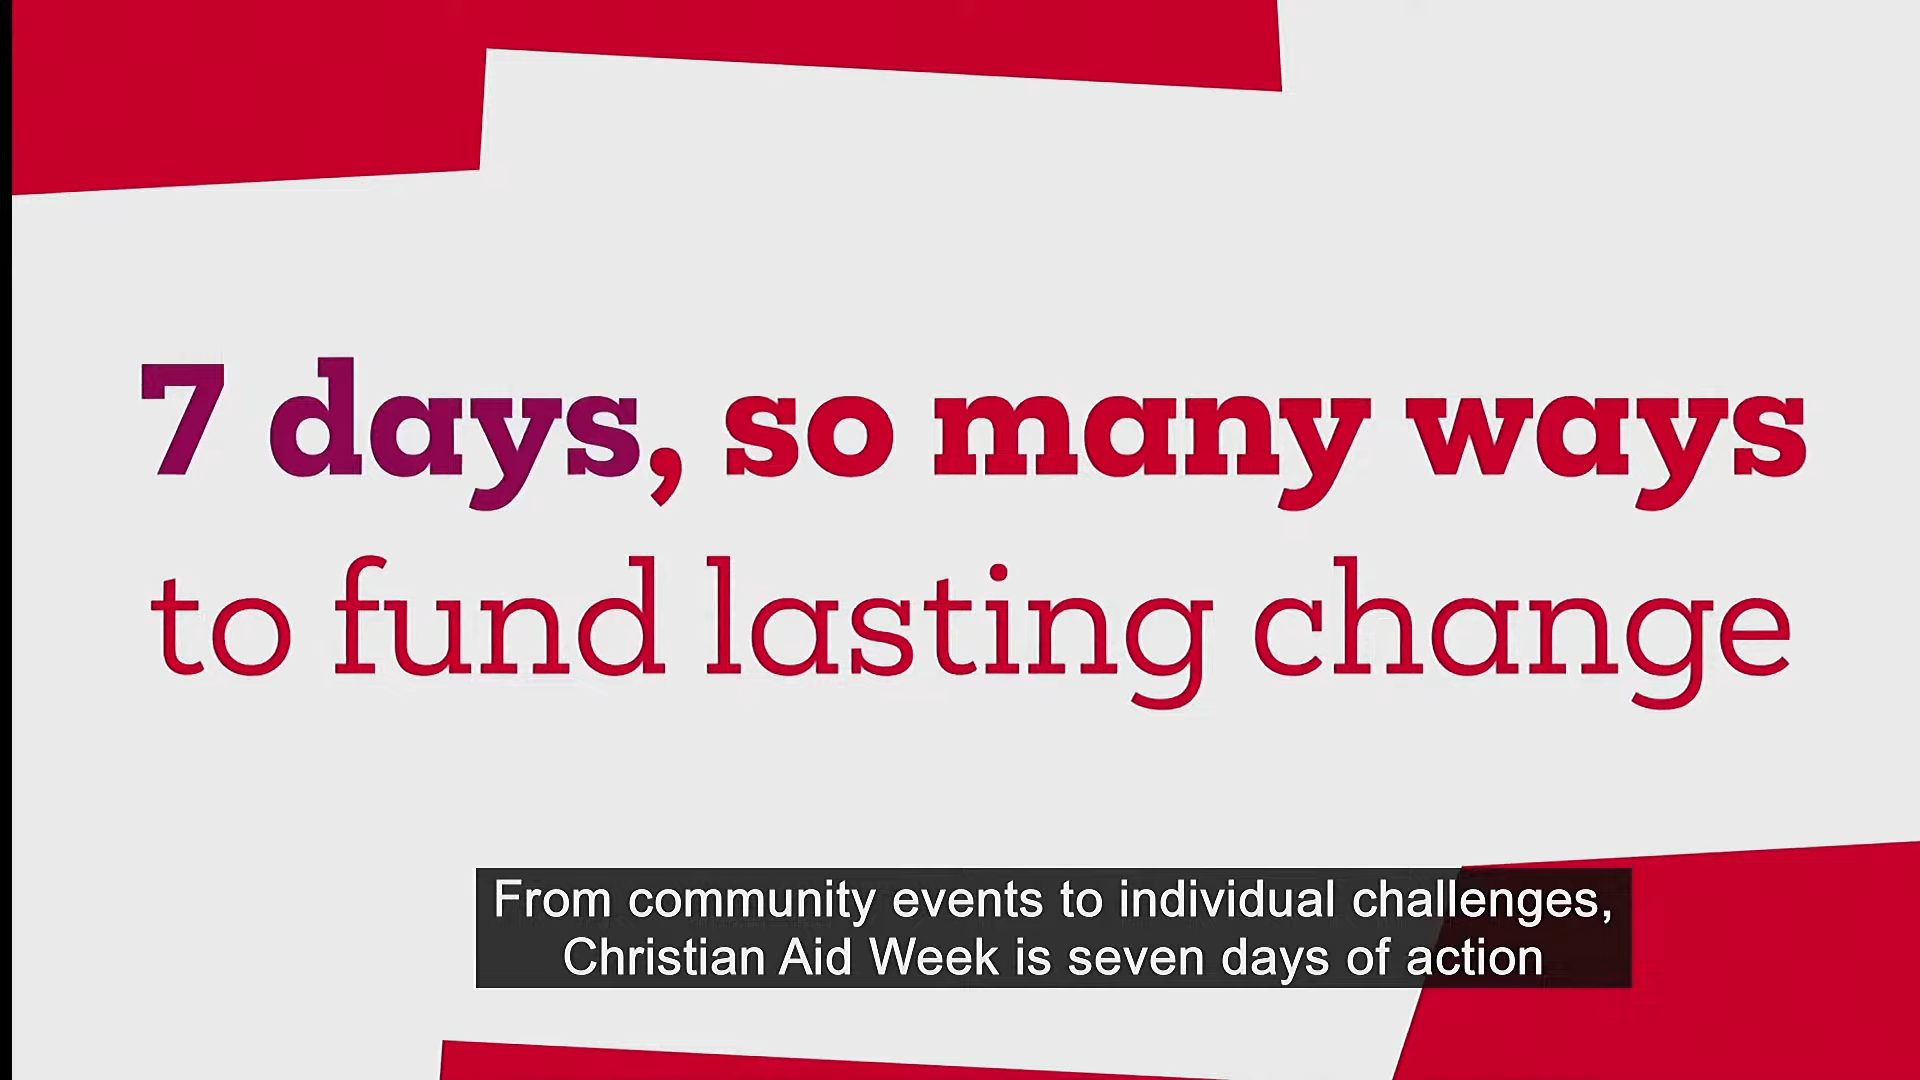 7 days, so many ways
to fund lasting change
From community events to individual challenges,
Christian Aid Week is seven days of action